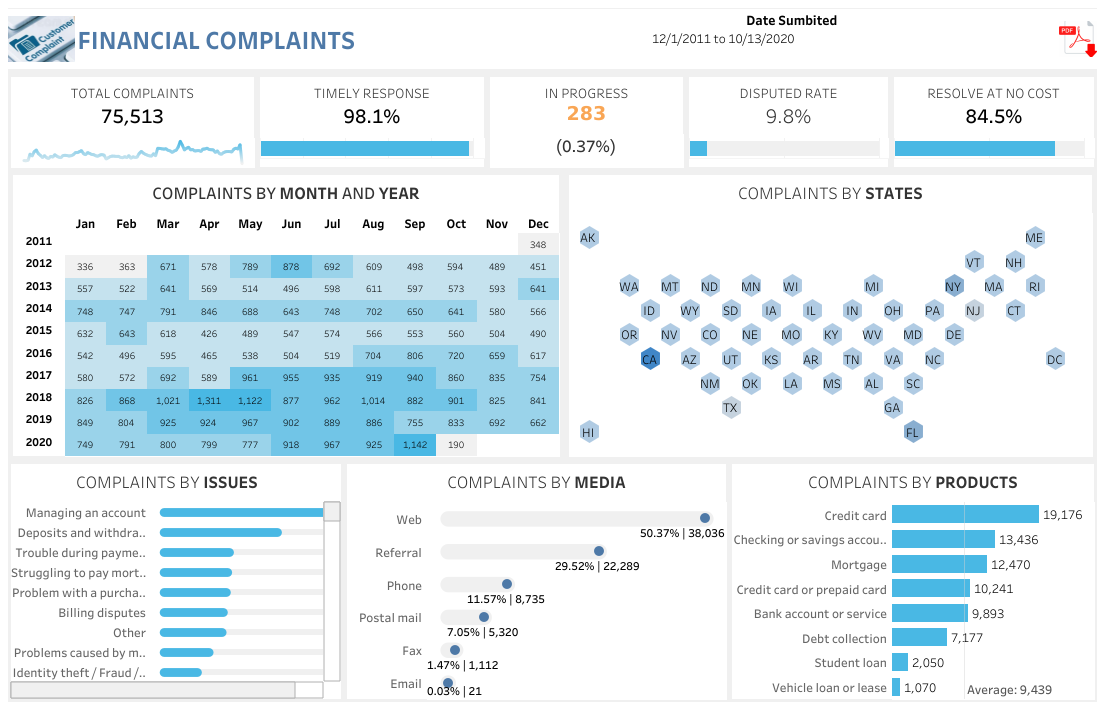 Customer
Complaint
FINANCIAL COMPLAINTS
Date Sumbited
12/1/2011 to 10/13/2020
PDF
TOTAL COMPLAINTS
75,513
TIMELY RESPONSE
98.1%
IN PROGRESS
283
(0.37%)
DISPUTED RATE
9.8%
RESOLVE AT NO COST
84.5%
COMPLAINTS BY MONTH AND YEAR
Jan Feb Mar Apr May Jun Jul Aug Sep Oct Nov Dec
2011 348
2012 336 363 671 578 789 878 692 609 498 594 489 451
2013 557 522 641 569 514 496 598 611 597 573 593 641
2014 748 747 791 846 688 643 748 702 650 641 580 566
2015 632 643 618 426 489 547 574 566 553 560 504 490
2016 542 496 595 465 538 504 519 704 806 720 659 617
2017 580 572 692 589 961 955 935 919 940 860 835 754
2018 826 868 1,021 1,311 1,122 877 962 1,014 882 901 825 841
2019 849 804 925 924 967 902 889 886 755 833 692 662
2020 749 791 800 799 777 918 967 925 1,142 190
COMPLAINTS BY STATES
AK ME
VT NH
WA MT ND MN WI MI NY MA RI
ID WY SD IA IL IN OH PA NJ CT
OR NV CO NE MO KY WV MD DE
CA AZ UT KS AR TN VA NC DC
NM OK LA MS AL SC
TX GA
HI FL
COMPLAINTS BY ISSUES
Managing an account
Deposits and withdra..
Trouble during payme..
Struggling to pay mort..
Problem with a purcha..
Billing disputes
Other
Problems caused by m..
Identity theft / Fraud /..
COMPLAINTS BY MEDIA
Web
50.37% | 38,036
Referral
29.52% | 22,289
Phone
11.57% | 8,735
Postal mail
7.05% | 5,320
Fax
1.47% | 1,112
Email
0.03% | 21
COMPLAINTS BY PRODUCTS
Credit card 19,176
Checking or savings accou.. 13,436
Mortgage 12,470
Credit card or prepaid card 10,241
Bank account or service 9,893
Debt collection 7,177
Student loan 2,050
Vehicle loan or lease 1,070
Average: 9,439